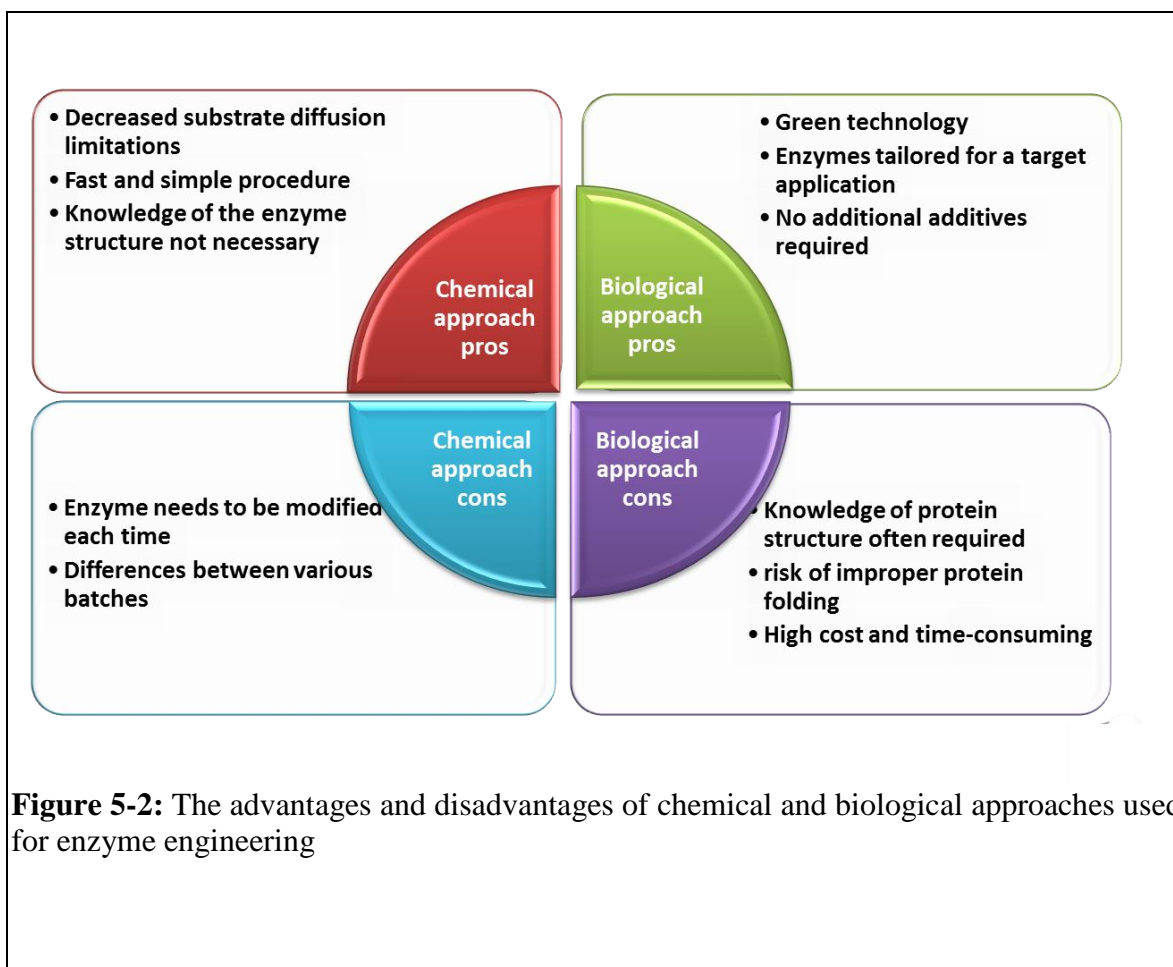 • Decreased substrate diffusion
limitations
• Fast and simple procedure
• Knowledge of the enzyme
structure not necessary
Chemical
approach
pros
• Green technology
• Enzymes tailored for a target
application
• No additional additives
required
Biological
approach
pros
• Enzyme needs to be modified
each time
• Differences between various
batches
Chemical
approach
cons
Biological
approach
cons
• Knowledge of protein
structure often required
• risk of improper protein
folding
• High cost and time-consuming
Figure 5-2: The advantages and disadvantages of chemical and biological approaches used
for enzyme engineering